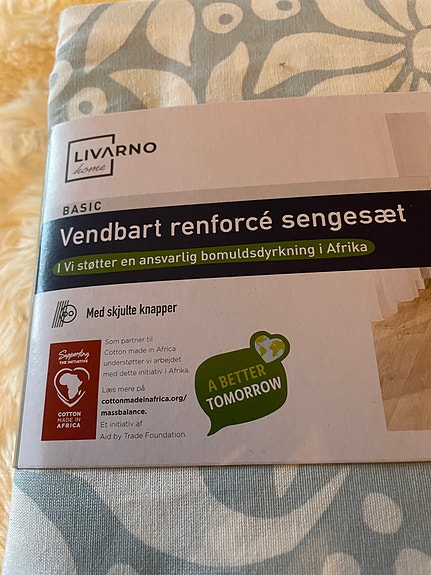 LIVARNO
home
BASIC
Vendbart renforcé sengesæt
I Vi støtter en ansvarlig bomuldsdyrkning i Afrika
Med skjulte knapper
Supporting
THE INITIATIVE
COTTON
MADE IN
AFRICA
Som partner til
Cotton made in Africa
understøtter vi arbejdet
med dette initiativ i Afrika.
Læs mere på
cottonmadeinafrica.org/
massbalance.
Et initiativ af
Aid by Trade Foundation.
A BETTER
TOMORROW